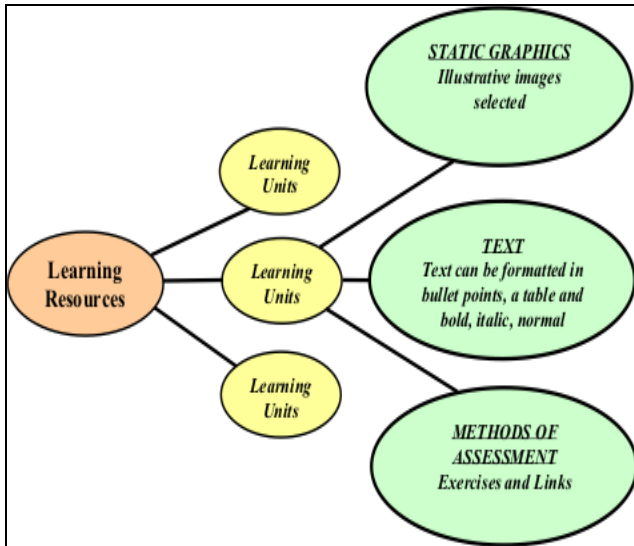 Learning
Resources
Learning
Units
Learning
Units
Learning
Units
STATIC GRAPHICS
Illustrative images
selected
TEXT
Text can be formatted in
bullet points, a table and
bold, italic, normal
METHODS OF
ASSESSMENT
Exercises and Links